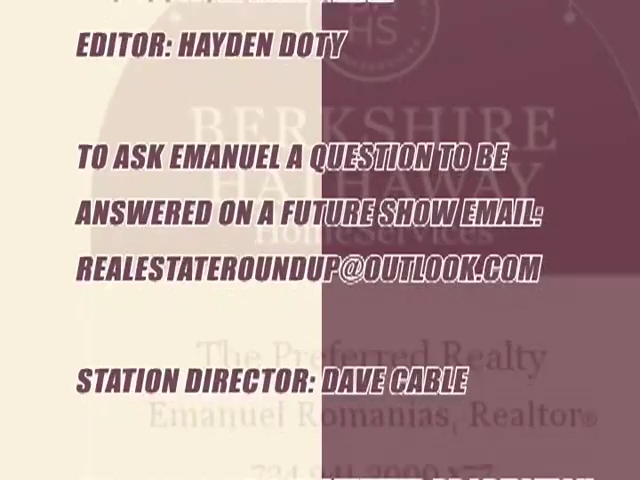 EDITOR: HAYDEN DOTY
HS
BERKSHIRE
TO ASK EMANUEL A QUESTION TO BE
HATHAWAY
ANSWERED ON A FUTURE SHOW EMAIL:
HomeServices
REALESTATEROUNDUP@OUTLOOK.COM
The Preferred Realty
STATION DIRECTOR: DAVE CABLE
Emanuel Romanias, Realtor®